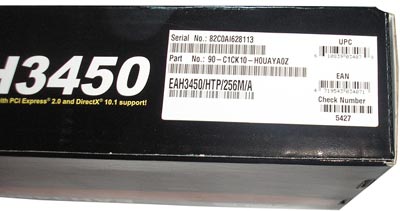 H3450
with PCI Express® 2.0 and DirectX® 10.1 support!
Serial No.: 82C0AI628113
Part No.: 90-C1CK10-H0UAYA0Z
EAH3450/HTP/256M/A
UPC
EAN
Check Number
5427